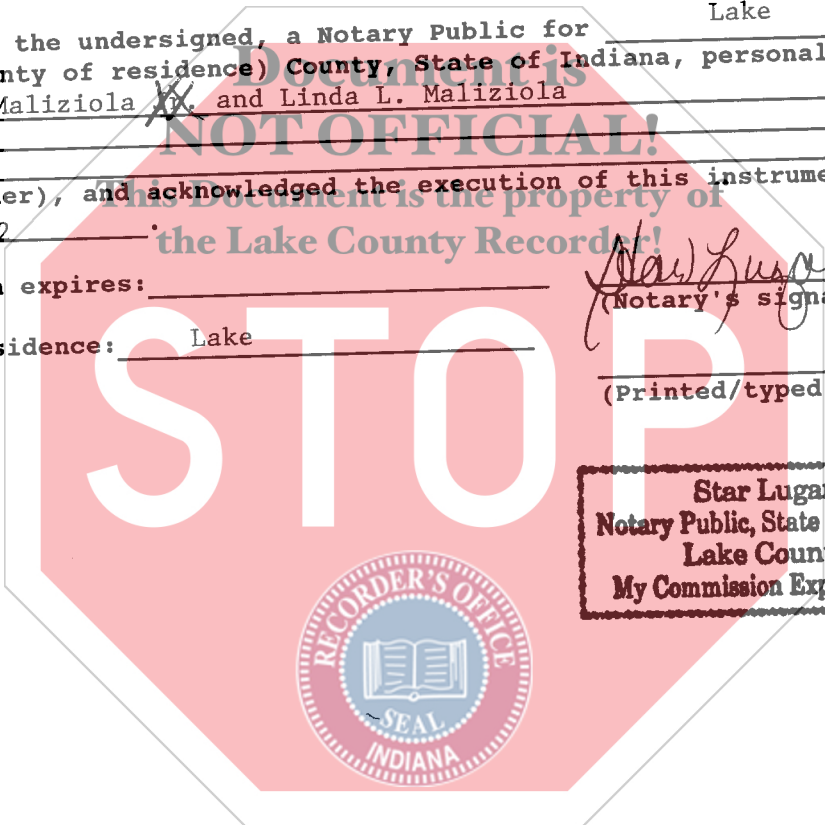 Lake
the undersigned, a Notary Public for
nty of residence) County, State of Indiana, personal
Document is
Maliziola Jr. and Linda L. Maliziola
NOT OFFICIAL!
er), and acknowledged the execution of this instrume
This Document is the property of
the Lake County Recorder!
expires:
(Notary's signa
sidence: Lake
(Printed/typed
STOP
Star Lugar
Notary Public, State
Lake Coun
My Commission Exp
RECORDER'S OFFICE
SEAL
INDIANA